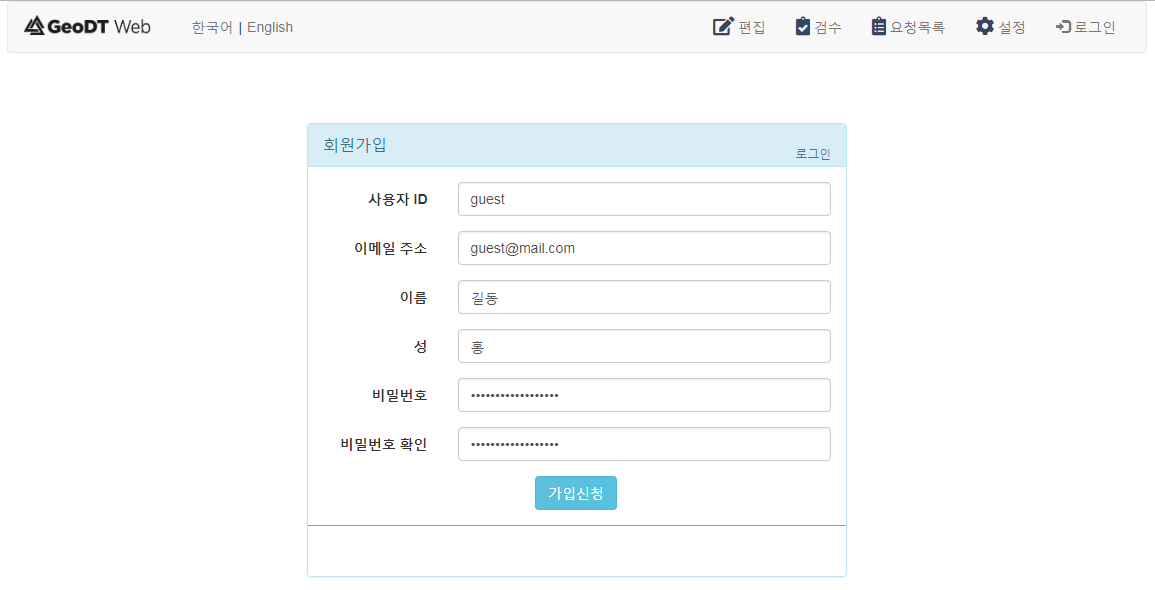 GeoDT Web 한국어 | English 편집 검수 요청목록 설정 로그인
회원가입 로그인
사용자 ID guest
이메일 주소 guest@mail.com
이름 길동
성 홍
비밀번호 ••••••••••••••••••
비밀번호 확인 ••••••••••••••••••
가입신청